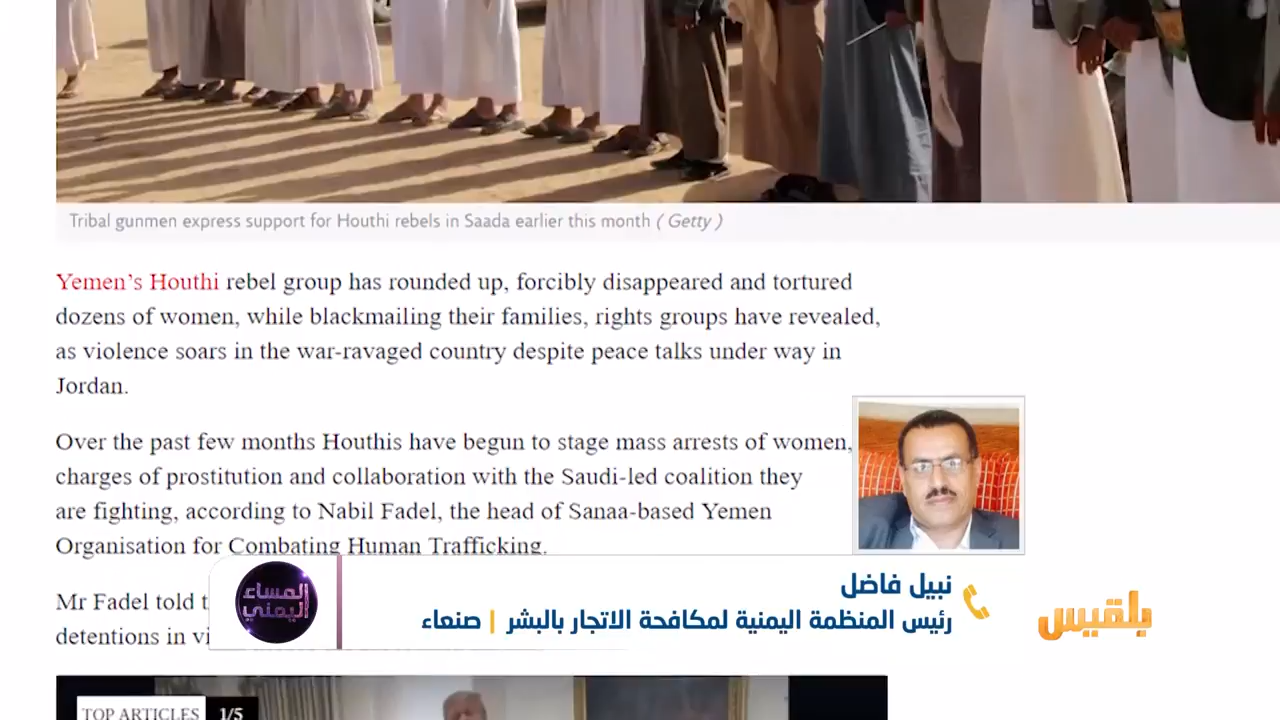 Tribal gunmen express support for Houthi rebels in Saada earlier this month ( Getty )
Yemen's Houthi rebel group has rounded up, forcibly disappeared and tortured
dozens of women, while blackmailing their families, rights groups have revealed,
as violence soars in the war-ravaged country despite peace talks under way in
Jordan.
Over the past few months Houthis have begun to stage mass arrests of women,
charges of prostitution and collaboration with the Saudi-led coalition they
are fighting, according to Nabil Fadel, the head of Sanaa-based Yemen
Organisation for Combating Human Trafficking.
Mr Fadel told
detentions in
المساء
اليمني
نبيل فاضل
رئيس المنظمة اليمنية لمكافحة الاتجار بالبشر | صنعاء
بلقيس
TOP ARTICLES 1/5